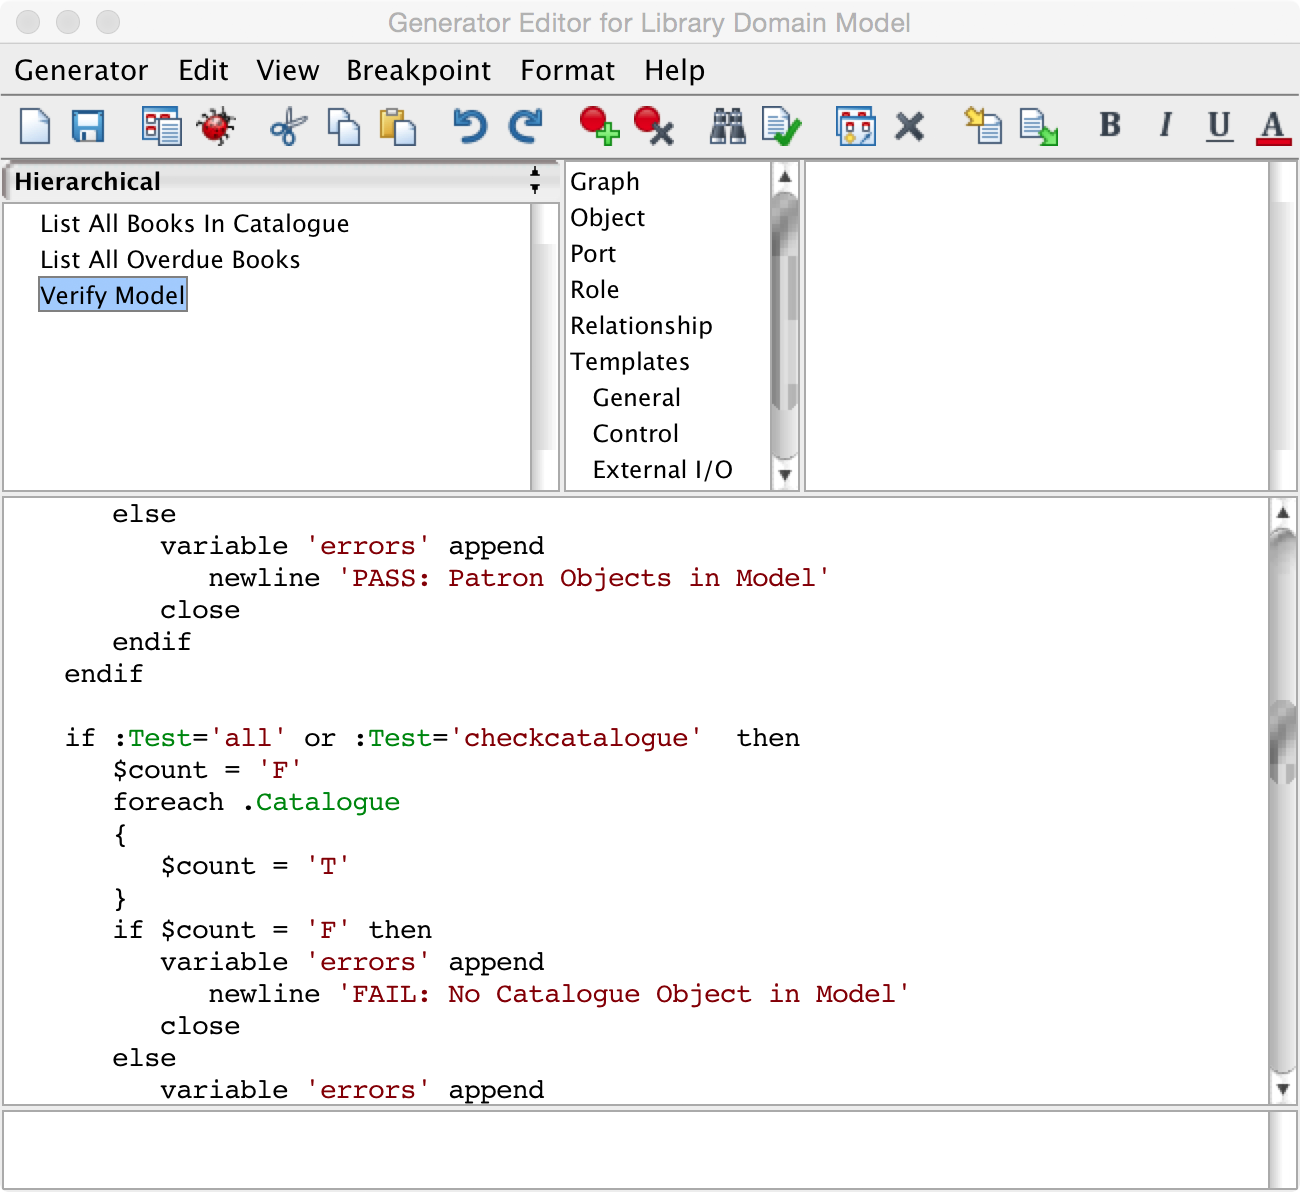 Generator Editor for Library Domain Model
Generator Edit View Breakpoint Format Help
B I U A
Hierarchical
List All Books In Catalogue
List All Overdue Books
Verify Model
Graph
Object
Port
Role
Relationship
Templates
General
Control
External I/O
else
variable 'errors' append
newline 'PASS: Patron Objects in Model'
close
endif
endif
if :Test='all' or :Test='checkcatalogue' then
$count = 'F'
foreach .Catalogue
{
$count = 'T'
}
if $count = 'F' then
variable 'errors' append
newline 'FAIL: No Catalogue Object in Model'
close
else
variable 'errors' append